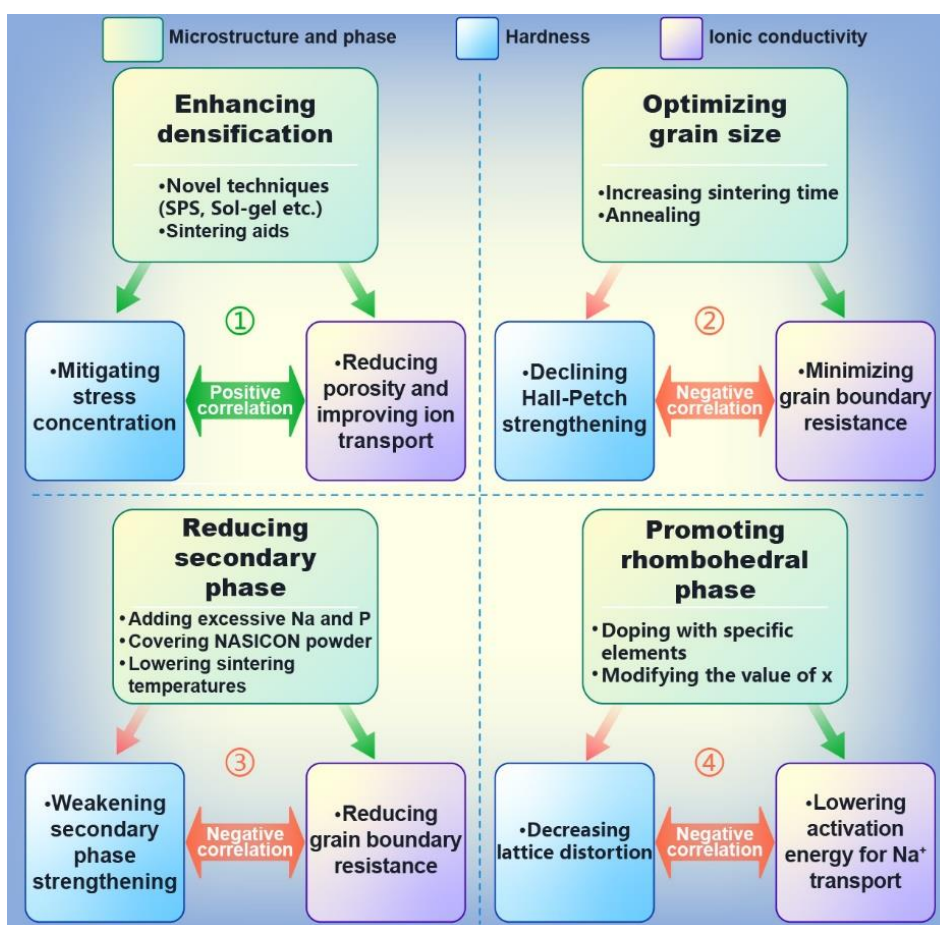 Microstructure and phase
Hardness
Ionic conductivity
Enhancing
densification
•Novel techniques
(SPS, Sol-gel etc.)
•Sintering aids
①
•Mitigating
stress
concentration
Positive
correlation
•Reducing
porosity and
improving ion
transport
Optimizing
grain size
•Increasing sintering time
•Annealing
②
•Declining
Hall-Petch
strengthening
Negative
correlation
•Minimizing
grain boundary
resistance
Reducing
secondary
phase
•Adding excessive Na and P
•Covering NASICON powder
•Lowering sintering
temperatures
③
•Weakening
secondary
phase
strengthening
Negative
correlation
•Reducing
grain boundary
resistance
Promoting
rhombohedral
phase
•Doping with specific
elements
•Modifying the value of x
④
•Decreasing
lattice distortion
Negative
correlation
•Lowering
activation
energy for Na⁺
transport